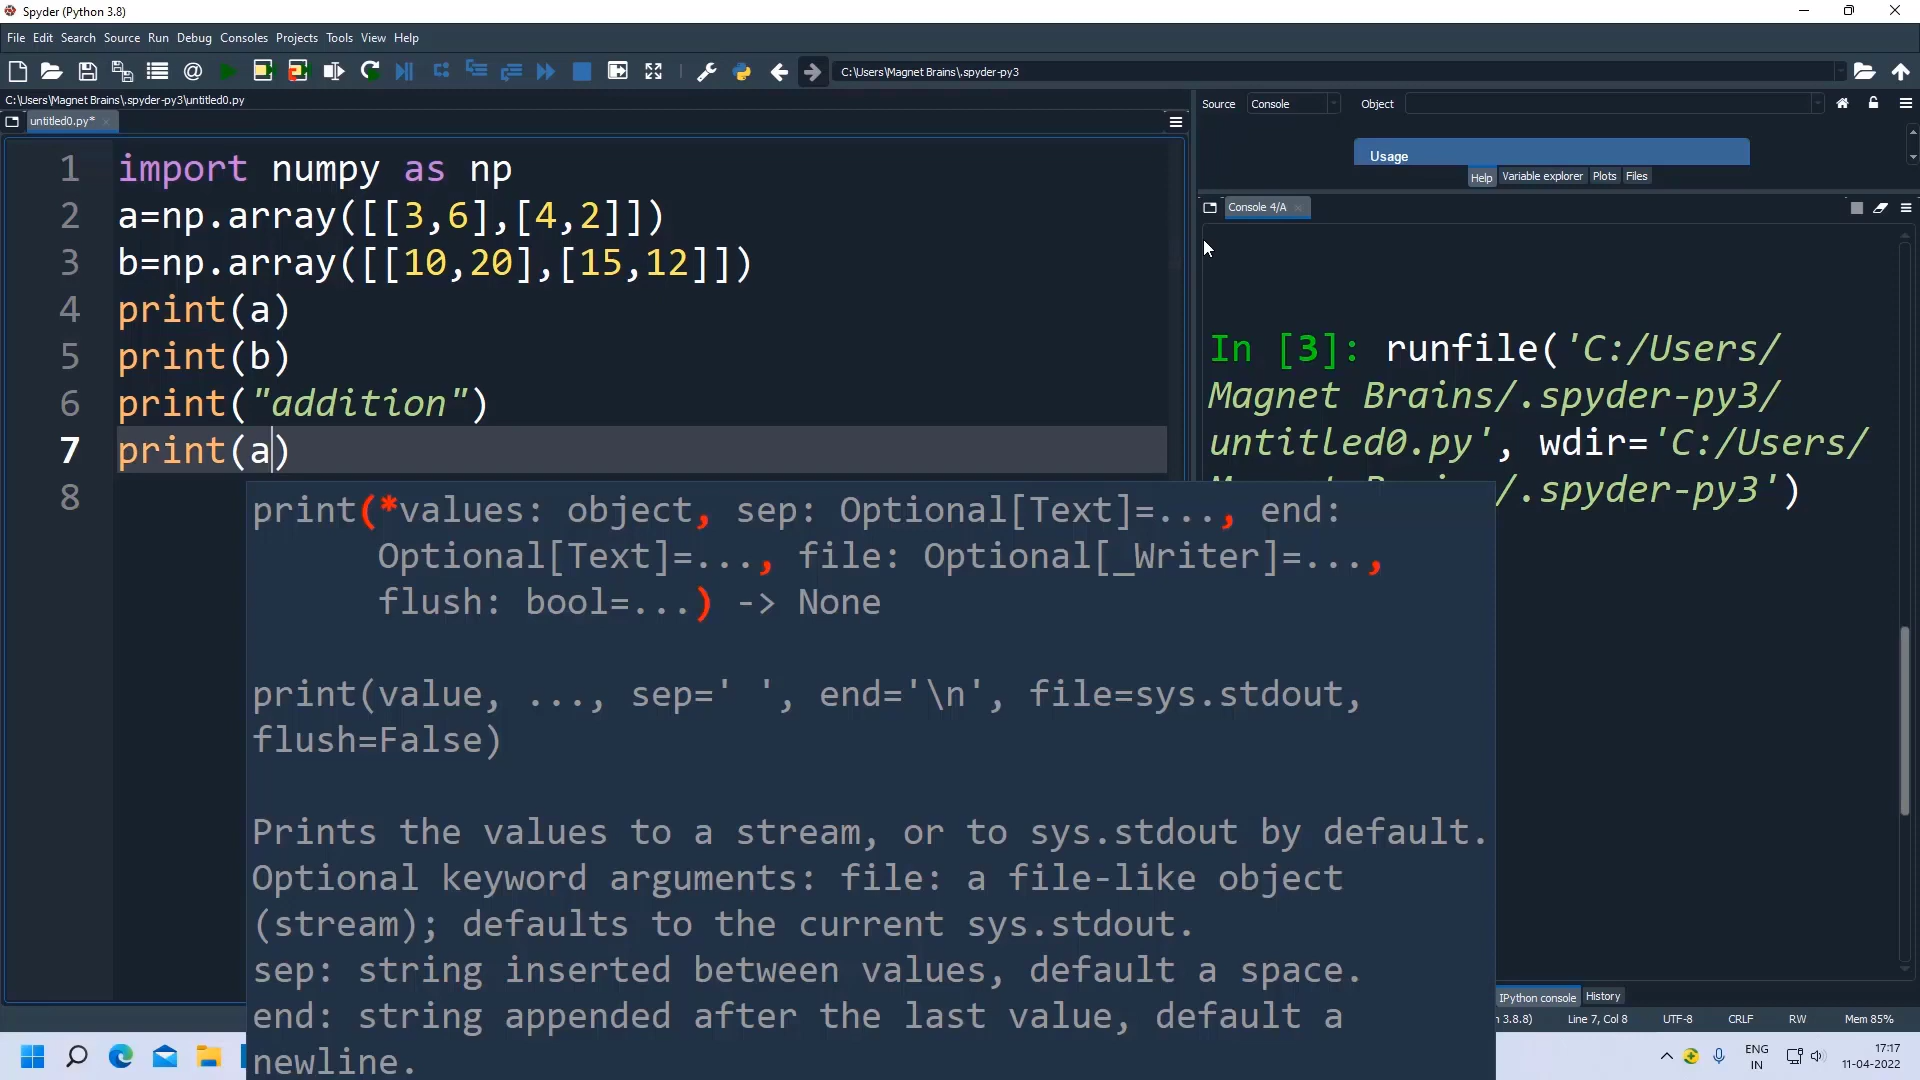 Spyder (Python 3.8)
File Edit Search Source Run Debug Consoles Projects Tools View Help
C:\Users\Magnet Brains\.spyder-py3
C:\Users\Magnet Brains\.spyder-py3\untitled0.py
untitled0.py*
1 import numpy as np
2 a=np.array([[3,6],[4,2]])
3 b=np.array([[10,20],[15,12]])
4 print(a)
5 print(b)
6 print("addition")
7 print(a)
8
print(*values: object, sep: Optional[Text]=..., end:
Optional[Text]=..., file: Optional[_Writer]=...,
flush: bool=...) -> None
print(value, ..., sep=' ', end='\n', file=sys.stdout,
flush=False)
Prints the values to a stream, or to sys.stdout by default.
Optional keyword arguments: file: a file-like object
(stream); defaults to the current sys.stdout.
sep: string inserted between values, default a space.
end: string appended after the last value, default a
newline.
Source Console Object
Usage
Help Variable explorer Plots Files
Console 4/A
In [3]: runfile('C:/Users/
Magnet Brains/.spyder-py3/
untitled0.py', wdir='C:/Users/
/.spyder-py3')
IPython console History
3.8.8) Line 7, Col 8 UTF-8 CRLF RW Mem 85%
ENG
IN
17:17
11-04-2022